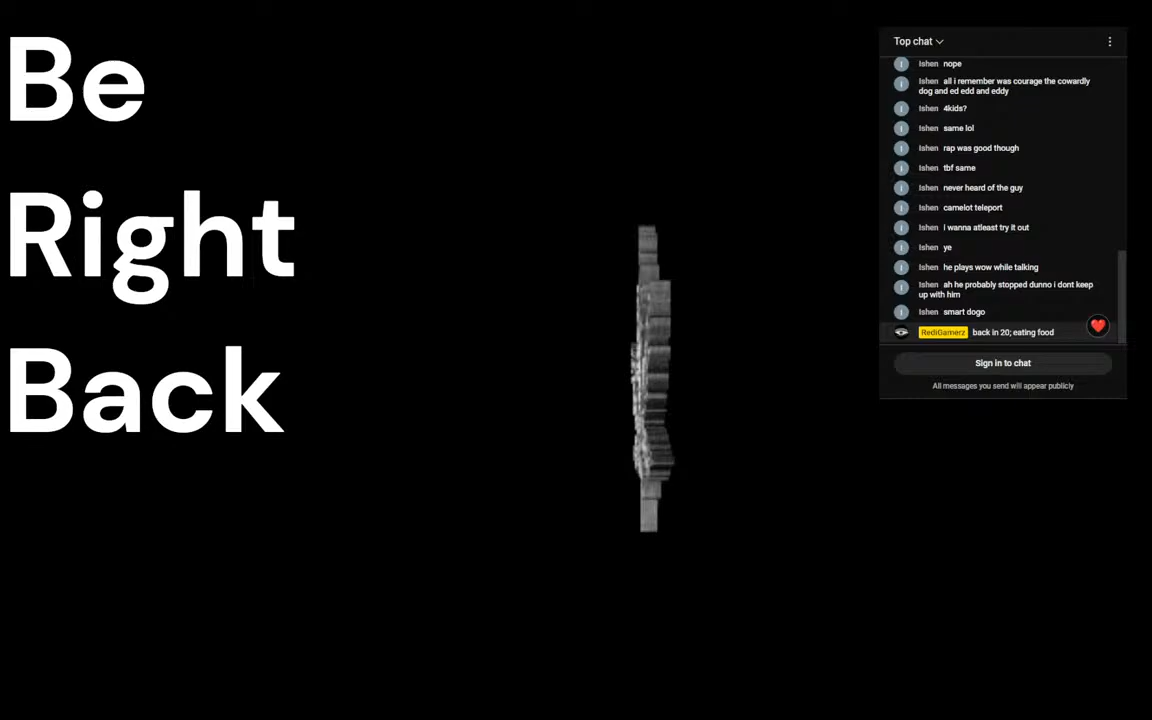 Be
Right
Back
Top chat
Ishen nope
Ishen all i remember was courage the cowardly
dog and ed edd and eddy
Ishen 4kids?
Ishen same lol
Ishen rap was good though
Ishen tbf same
Ishen never heard of the guy
Ishen camelot teleport
Ishen i wanna atleast try it out
Ishen ye
Ishen he plays wow while talking
Ishen ah he probably stopped dunno i dont keep
up with him
Ishen smart dogo
RediGamerz back in 20; eating food
Sign in to chat
All messages you send will appear publicly